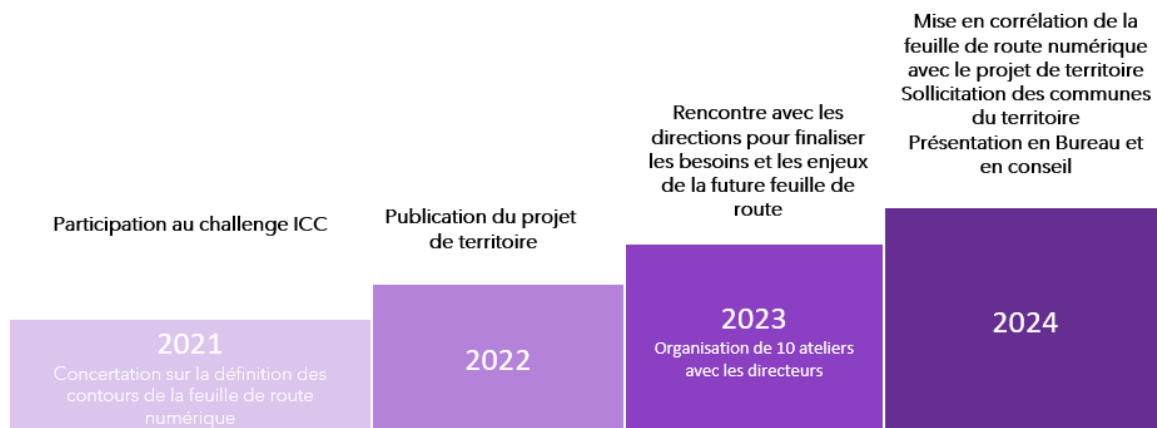 Participation au challenge ICC
2021
Concertation sur la définition des
contours de la feuille de route
numérique
Publication du projet
de territoire
2022
Rencontre avec les
directions pour finaliser
les besoins et les enjeux
de la future feuille de
route
2023
Organisation de 10 ateliers
avec les directeurs
Mise en corrélation de la
feuille de route numérique
avec le projet de territoire
Sollicitation des communes
du territoire
Présentation en Bureau et
en conseil
2024